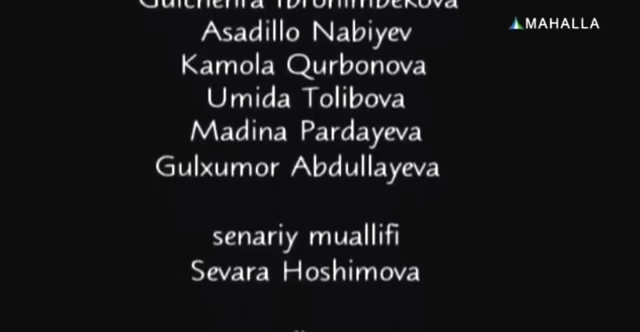 Asadillo Nabiyev
MAHALLA
Kamola Qurbonova
Umida Tolibova
Madina Pardayeva
Gulxumor Abdullayeva
senariy muallifi
Sevara Hoshimova